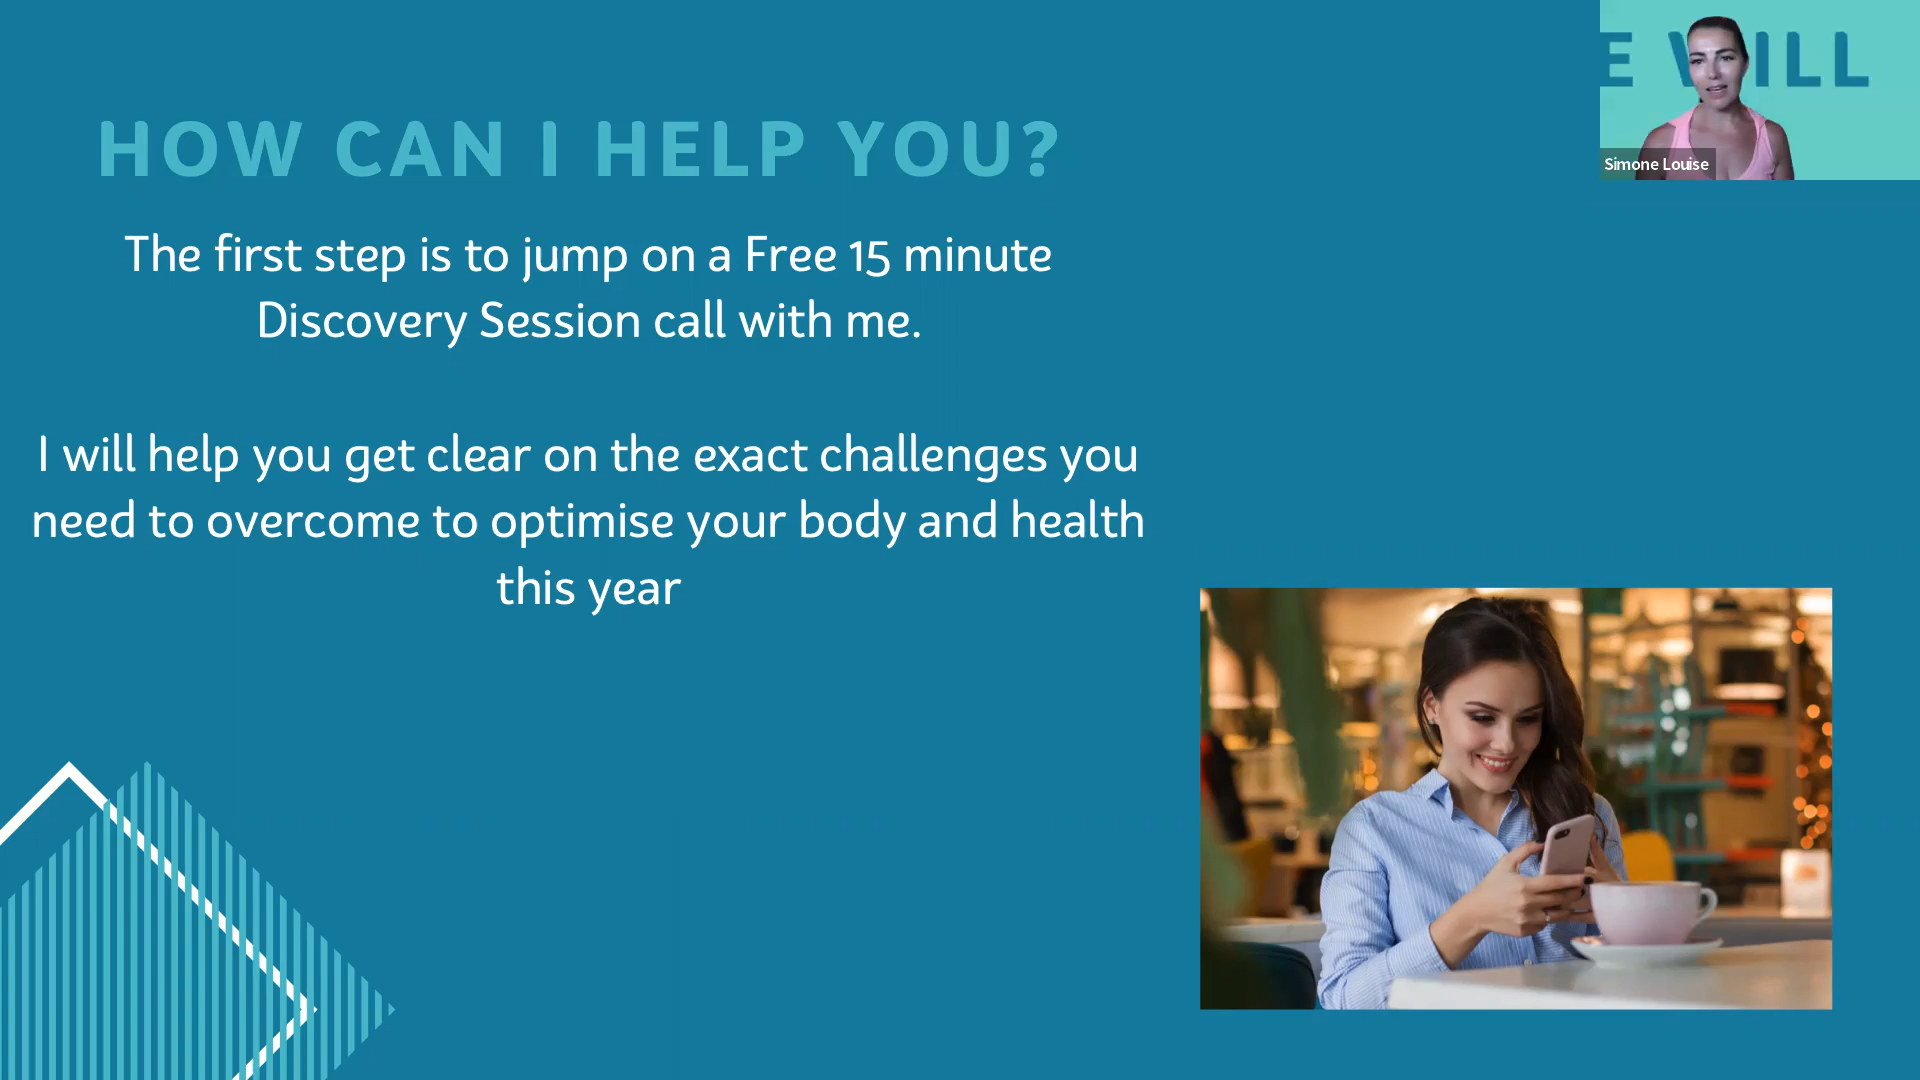 HOW CAN I HELP YOU?
The first step is to jump on a Free 15 minute
Discovery Session call with me.
I will help you get clear on the exact challenges you
need to overcome to optimise your body and health
this year
E WILL
Simone Louise